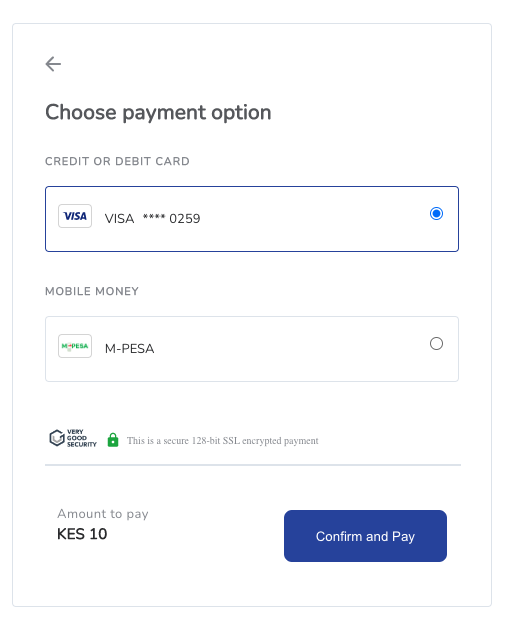 Choose payment option
CREDIT OR DEBIT CARD
VISA VISA **** 0259
MOBILE MONEY
M-PESA M-PESA
VERY
GOOD
SECURITY
This is a secure 128-bit SSL encrypted payment
Amount to pay
KES 10
Confirm and Pay